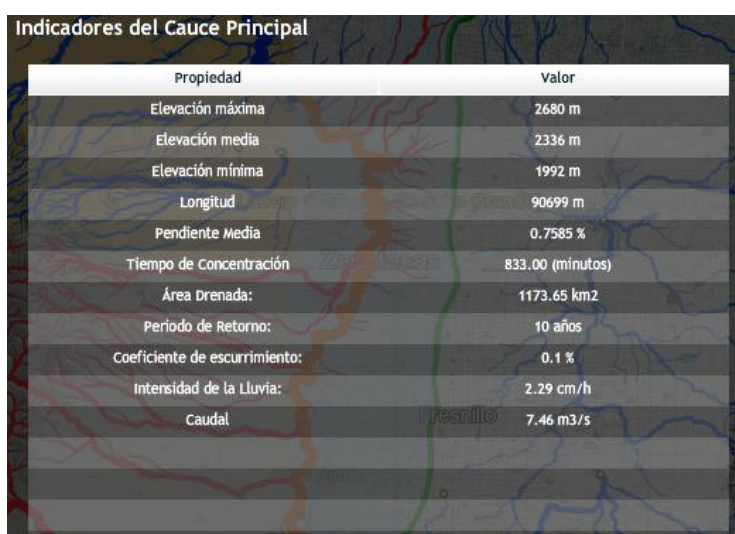 Indicadores del Cauce Principal
Propiedad Valor
Elevación máxima 2680 m
Elevación media 2336 m
Elevación mínima 1992 m
Longitud 90699 m
Pendiente Media 0.7585 %
Tiempo de Concentración 833.00 (minutos)
Área Drenada: 1173.65 km2
Periodo de Retorno: 10 años
Coeficiente de escurrimiento: 0.1 %
Intensidad de la Lluvia: 2.29 cm/h
Caudal 7.46 m3/s
Zacatecas
Fresnillo